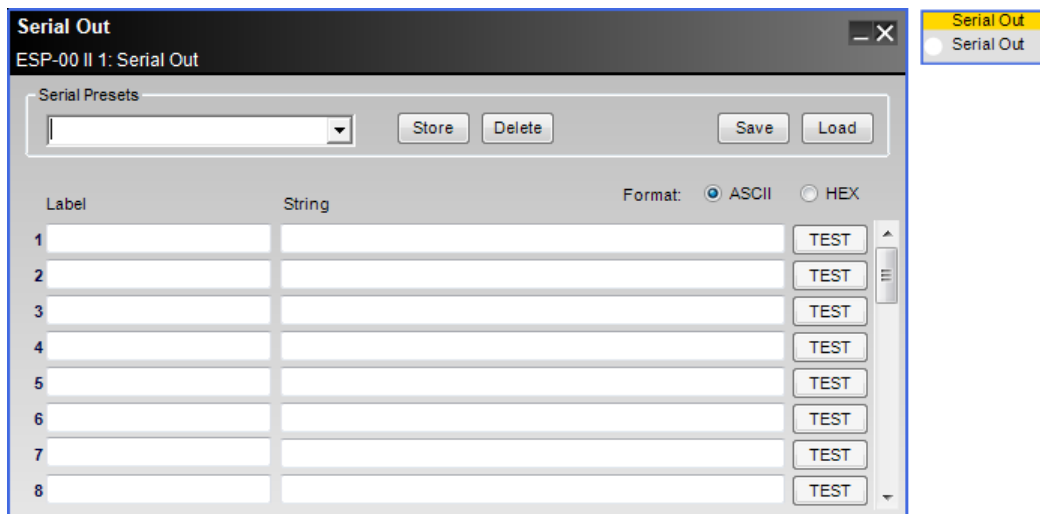 Serial Out
ESP-00 II 1: Serial Out
Serial Out
Serial Out
Serial Presets
Store Delete Save Load
Label String Format: ASCII HEX
1 TEST
2 TEST
3 TEST
4 TEST
5 TEST
6 TEST
7 TEST
8 TEST